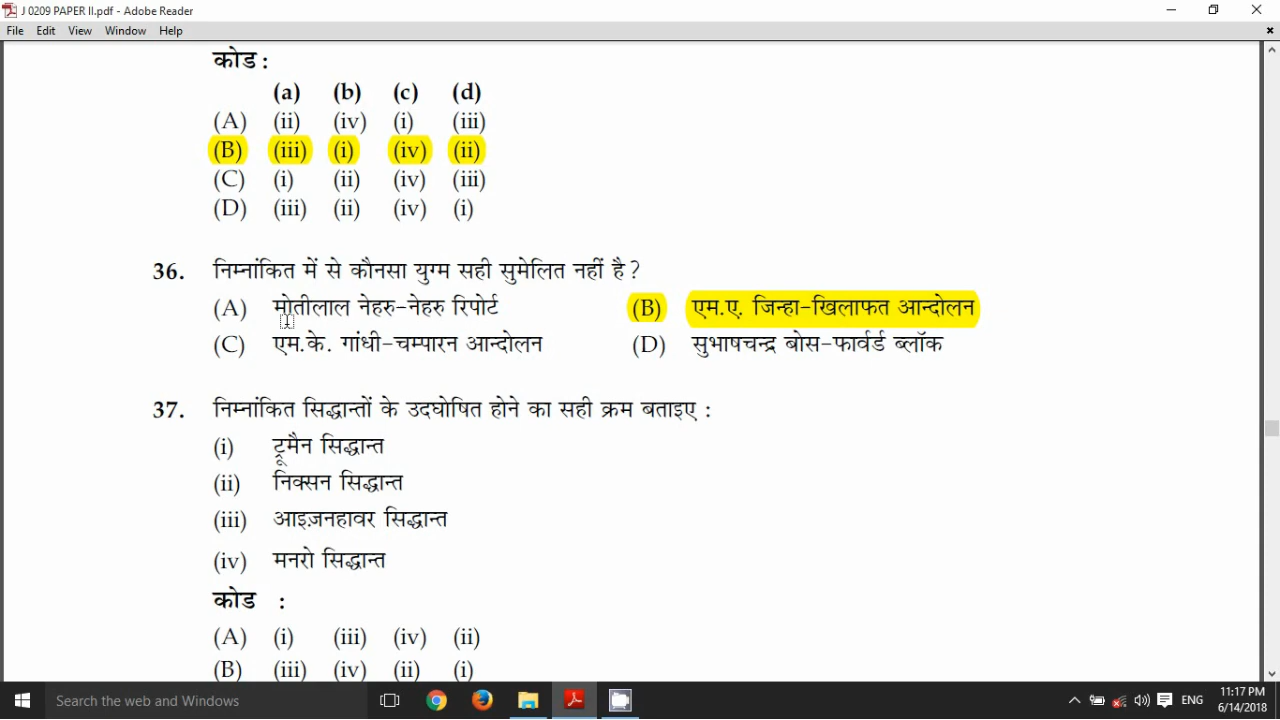 J 0209 PAPER II.pdf - Adobe Reader
File Edit View Window Help
कोड :
(a) (b) (c) (d)
(A) (ii) (iv) (i) (iii)
(B) (iii) (i) (iv) (ii)
(C) (i) (ii) (iv) (iii)
(D) (iii) (ii) (iv) (i)
36. निम्नांकित में से कौनसा युग्म सही सुमेलित नहीं है ?
(A) मोतीलाल नेहरु-नेहरु रिपोर्ट (B) एम.ए. जिन्हा-खिलाफत आन्दोलन
(C) एम.के. गांधी-चम्पारन आन्दोलन (D) सुभाषचन्द्र बोस-फार्वर्ड ब्लॉक
37. निम्नांकित सिद्धान्तों के उदघोषित होने का सही क्रम बताइए :
(i) ट्रूमैन सिद्धान्त
(ii) निक्सन सिद्धान्त
(iii) आइज़नहावर सिद्धान्त
(iv) मनरो सिद्धान्त
कोड :
(A) (i) (iii) (iv) (ii)
(B) (iii) (iv) (ii) (i)
Search the web and Windows
ENG
11:17 PM
6/14/2018